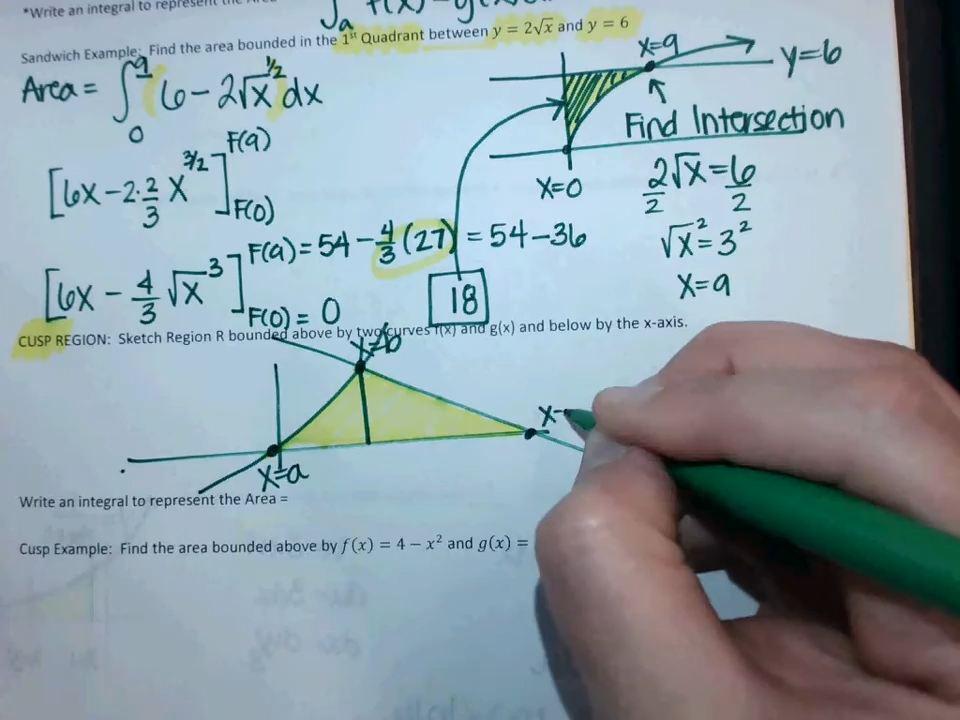 *Write an integral to represent the Area
∫a f(x) - g(x)
Sandwich Example: Find the area bounded in the 1st Quadrant between y = 2√x and y = 6
Area = ∫₀⁹ 6 - 2√x^1/2 dx
x=9
y=6
Find Intersection
[6x - 2·2/3 x^3/2] F(9) F(0)
x=0
2√x = 6
2 2
√x² = 3²
x=9
F(9) = 54 - 4/3 (27) = 54 - 36
[6x - 4/3 √x³]
F(0) = 0
18
CUSP REGION: Sketch Region R bounded above by two curves f(x) and g(x) and below by the x-axis.
x=b
x=
x=a
Write an integral to represent the Area =
Cusp Example: Find the area bounded above by f(x) = 4 − x² and g(x) =